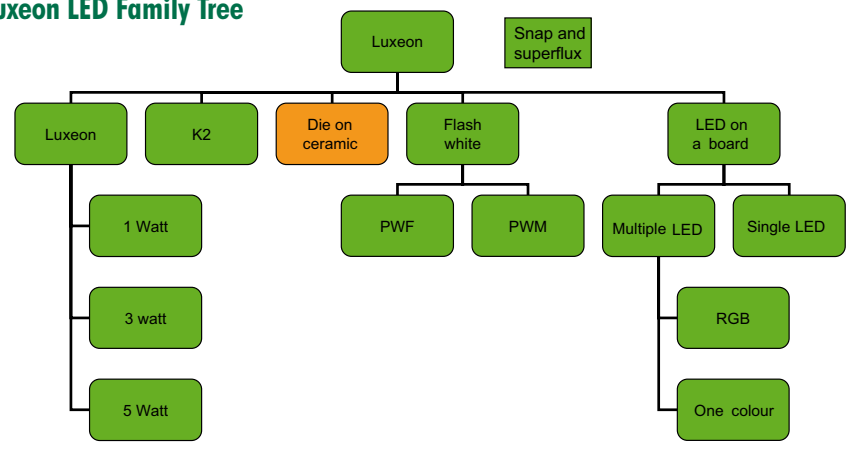 uxeon LED Family Tree
Luxeon
Snap and
superflux
Luxeon
K2
Die on
ceramic
Flash
white
LED on
a board
1 Watt
PWF
PWM
Multiple LED
Single LED
3 watt
RGB
5 Watt
One colour